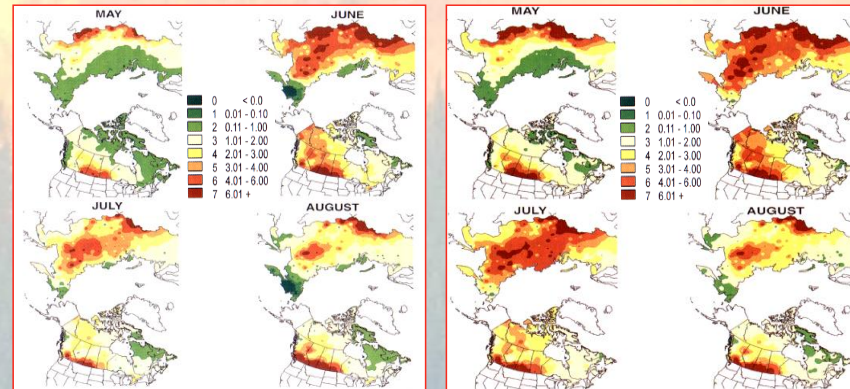 MAY
JUNE
0 < 0.0
1 0.01 - 0.10
2 0.11 - 1.00
3 1.01 - 2.00
4 2.01 - 3.00
5 3.01 - 4.00
6 4.01 - 6.00
7 6.01 +
JULY
AUGUST
MAY
JUNE
0 < 0.0
1 0.01 - 0.10
2 0.11 - 1.00
3 1.01 - 2.00
4 2.01 - 3.00
5 3.01 - 4.00
6 4.01 - 6.00
7 6.01 +
JULY
AUGUST